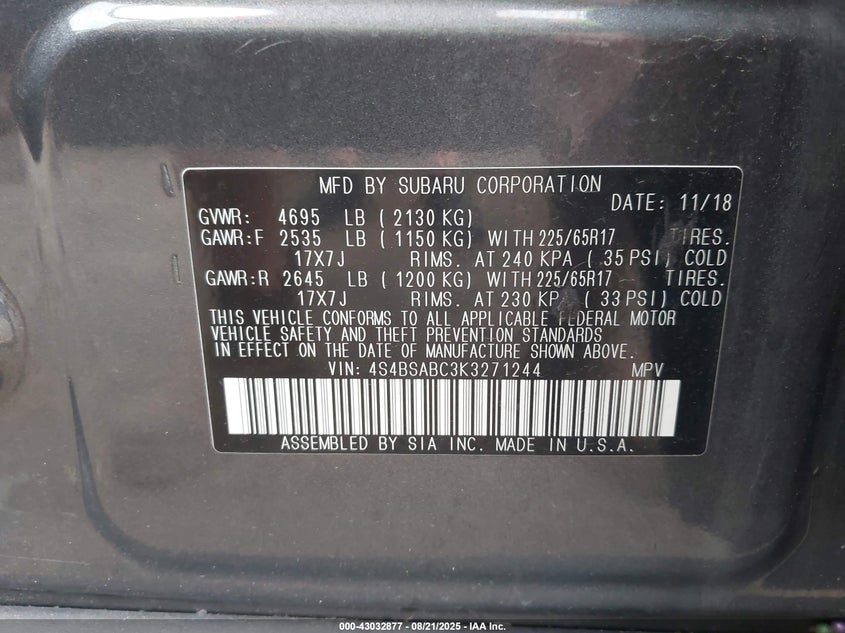 MFD BY SUBARU CORPORATION
DATE: 11/18
GVWR: 4695 LB ( 2130 KG)
GAWR:F 2535 LB ( 1150 KG) WITH 225/65R17 TIRES.
17X7J RIMS. AT 240 KPA ( 35 PSI) COLD
GAWR:R 2645 LB ( 1200 KG) WITH 225/65R17 TIRES.
17X7J RIMS. AT 230 KPA ( 33 PSI) COLD
THIS VEHICLE CONFORMS TO ALL APPLICABLE FEDERAL MOTOR
VEHICLE SAFETY AND THEFT PREVENTION STANDARDS
IN EFFECT ON THE DATE OF MANUFACTURE SHOWN ABOVE.
VIN: 4S4BSABC3K3271244 MPV
ASSEMBLED BY SIA INC. MADE IN U.S.A.
000-43032877 - 08/21/2025 - IAA Inc.